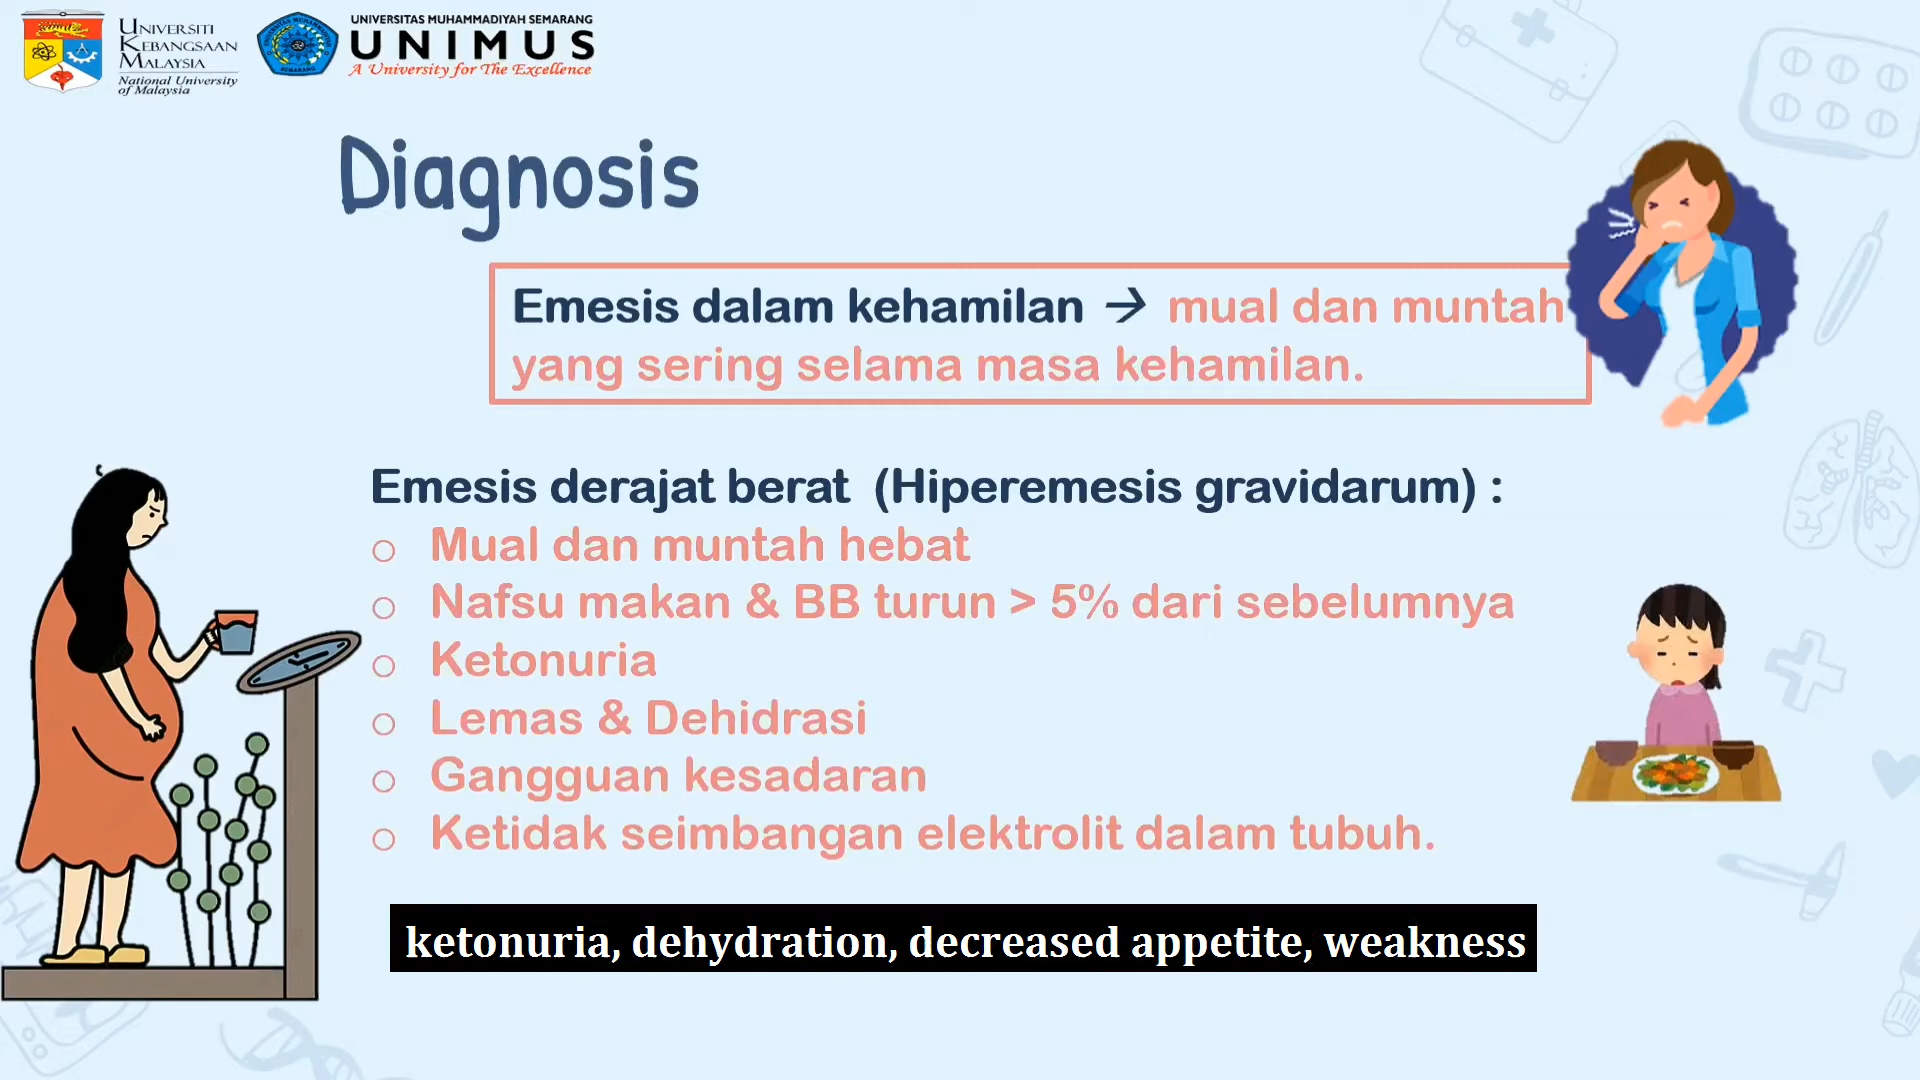 UNIVERSITI
KEBANGSAAN
MALAYSIA
National University
of Malaysia
UNIVERSITAS MUHAMMADIYAH SEMARANG
UNIMUS
A University for The Excellence
Diagnosis
Emesis dalam kehamilan → mual dan muntah
yang sering selama masa kehamilan.
Emesis derajat berat (Hiperemesis gravidarum) :
o Mual dan muntah hebat
o Nafsu makan & BB turun > 5% dari sebelumnya
o Ketonuria
o Lemas & Dehidrasi
o Gangguan kesadaran
o Ketidak seimbangan elektrolit dalam tubuh.
ketonuria, dehydration, decreased appetite, weakness